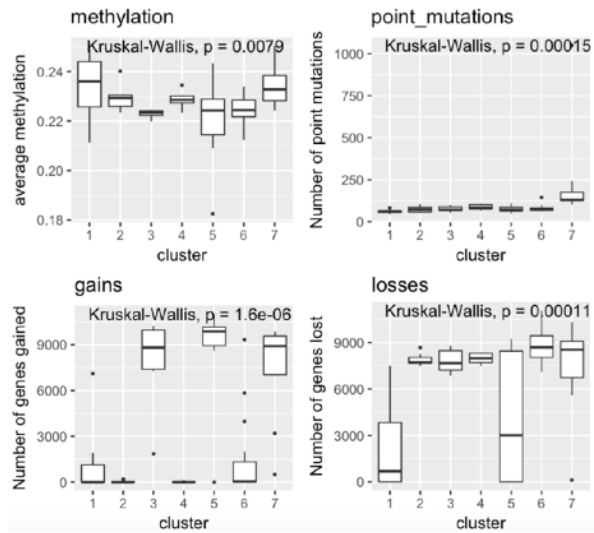 methylation
Kruskal-Wallis, p = 0.0079
average methylation
0.24
0.22
0.20
0.18
1 2 3 4 5 6 7
cluster
point_mutations
Kruskal-Wallis, p = 0.00015
Number of point mutations
1000
750
500
250
0
1 2 3 4 5 6 7
cluster
gains
Kruskal-Wallis, p = 1.6e-06
Number of genes gained
9000
6000
3000
0
1 2 3 4 5 6 7
cluster
losses
Kruskal-Wallis, p = 0.00011
Number of genes lost
9000
6000
3000
0
1 2 3 4 5 6 7
cluster